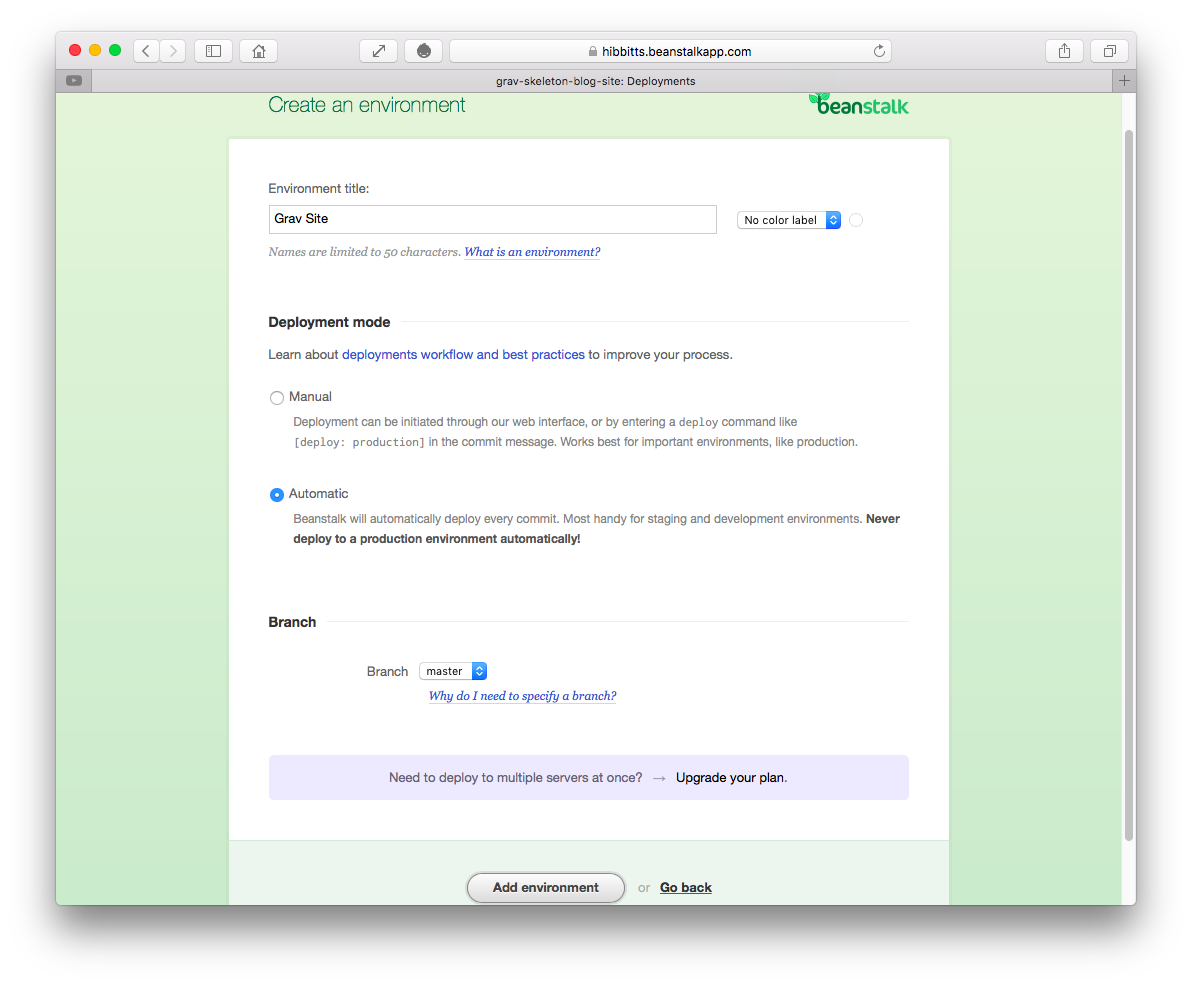 hibbitts.beanstalkapp.com
grav-skeleton-blog-site: Deployments
Create an environment
beanstalk
Environment title:
Grav Site
No color label
Names are limited to 50 characters. What is an environment?
Deployment mode
Learn about deployments workflow and best practices to improve your process.
Manual
Deployment can be initiated through our web interface, or by entering a deploy command like
[deploy: production] in the commit message. Works best for important environments, like production.
Automatic
Beanstalk will automatically deploy every commit. Most handy for staging and development environments. Never
deploy to a production environment automatically!
Branch
Branch master
Why do I need to specify a branch?
Need to deploy to multiple servers at once? → Upgrade your plan.
Add environment or Go back